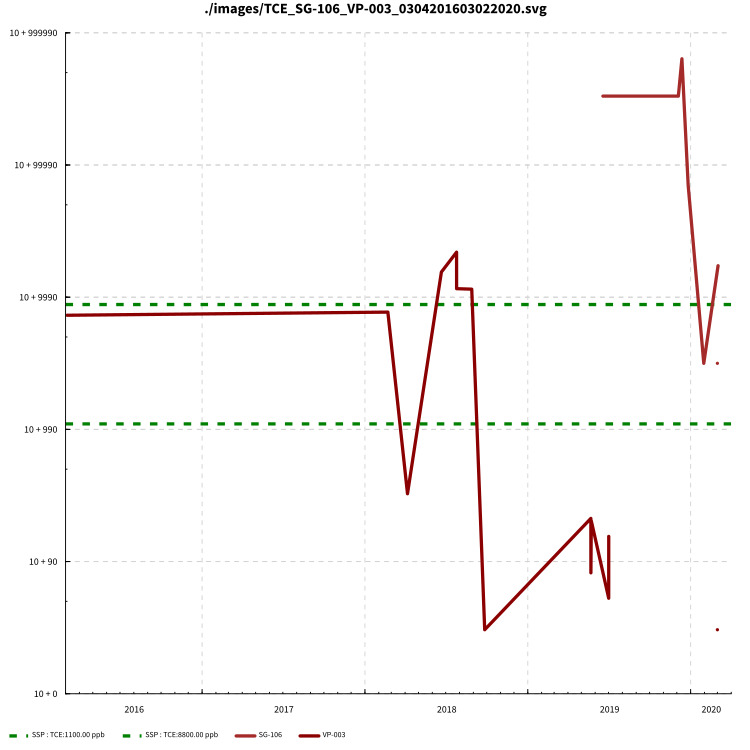 ./images/TCE_SG-106_VP-003_0304201603022020.svg
10 + 999990
10 + 99990
10 + 9990
10 + 990
10 + 90
10 + 0
2016 2017 2018 2019 2020
SSP : TCE:1100.00 ppb SSP : TCE:8800.00 ppb SG-106 VP-003